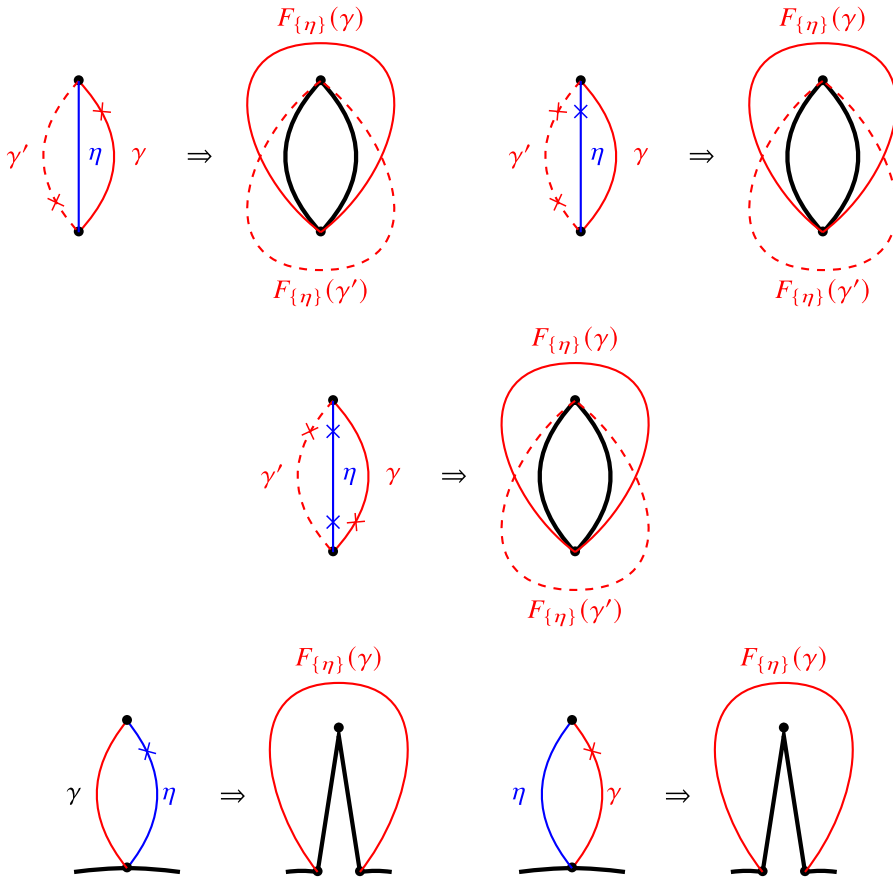 F_{η}(γ) F_{η}(γ)
γ′ η γ ⇒ γ′ η γ ⇒
F_{η}(γ′) F_{η}(γ′)
F_{η}(γ)
γ′ η γ ⇒
F_{η}(γ′)
F_{η}(γ) F_{η}(γ)
γ η ⇒ η γ ⇒